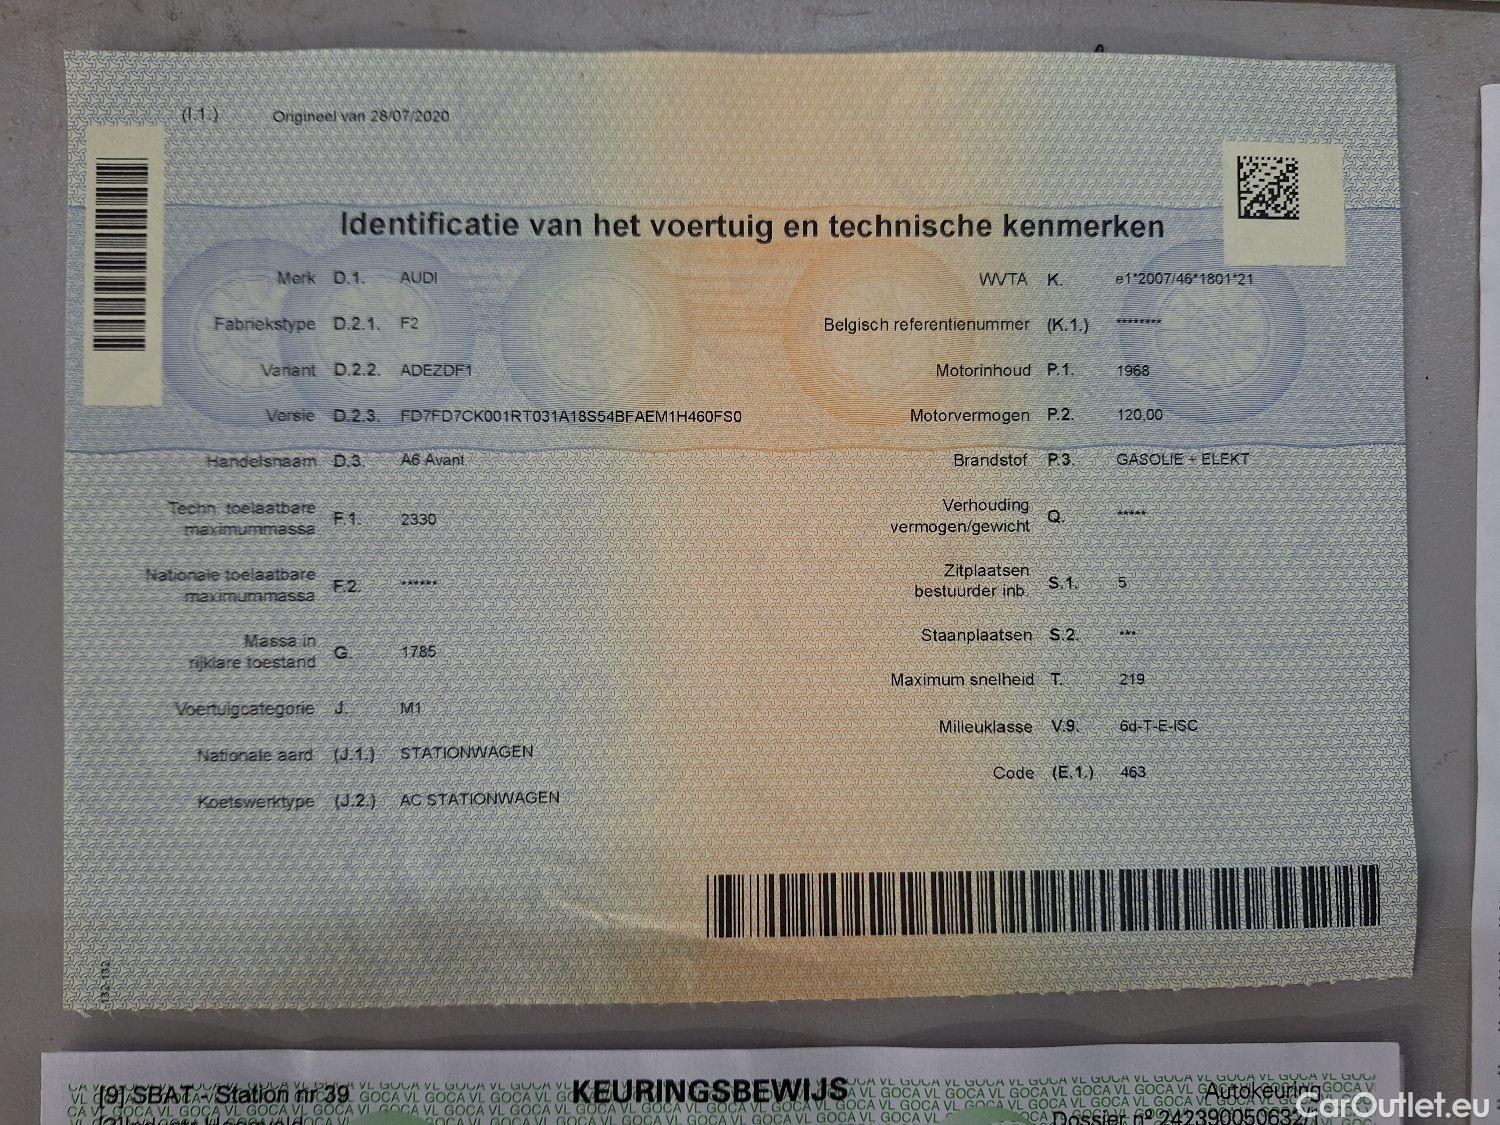 (I.1.) Origineel van 28/07/2020
Identificatie van het voertuig en technische kenmerken
Merk D.1. AUDI
Fabriekstype D.2.1. F2
Variant D.2.2. ADEZDF1
Versie D.2.3. FD7FD7CK001RT031A18S54BFAEM1H460FS0
Handelsnaam D.3. A6 Avant
Techn. toelaatbare
maximummassa F.1. 2330
Nationale toelaatbare
maximummassa F.2. ******
Massa in
rijklare toestand G. 1785
Voertuigcategorie J. M1
Nationale aard (J.1.) STATIONWAGEN
Koetswerktype (J.2.) AC STATIONWAGEN
WVTA K. e1*2007/46*1801*21
Belgisch referentienummer (K.1.) ********
Motorinhoud P.1. 1968
Motorvermogen P.2. 120,00
Brandstof P.3. GASOLIE + ELEKT
Verhouding
vermogen/gewicht Q. *****
Zitplaatsen
bestuurder inb. S.1. 5
Staanplaatsen S.2. ***
Maximum snelheid T. 219
Milieuklasse V.9. 6d-T-E-ISC
Code (E.1.) 463
132-132
[9] SBAT - Station nr 39
KEURINGSBEWIJS
Autokeuring
Dossier nº
CarOutlet.eu